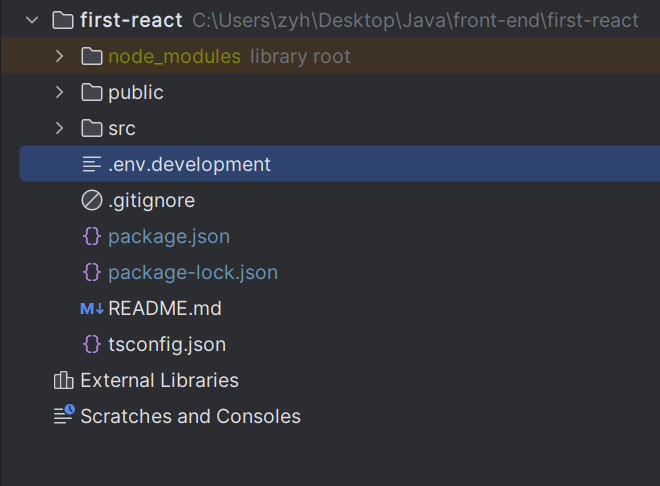 first-react C:\Users\zyh\Desktop\Java\front-end\first-react
node_modules library root
public
src
.env.development
.gitignore
{} package.json
{} package-lock.json
M↓ README.md
{} tsconfig.json
External Libraries
Scratches and Consoles